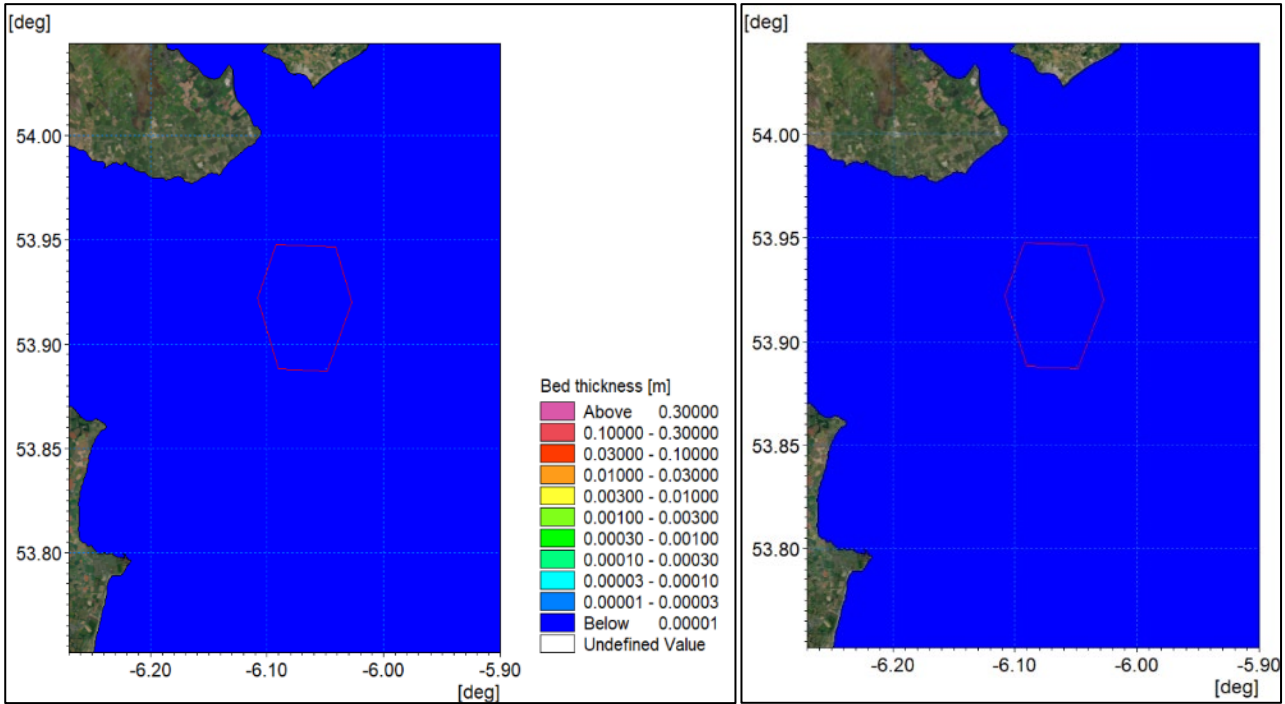 [deg]
54.00
53.95
53.90
53.85
53.80
-6.20 -6.10 -6.00 -5.90
[deg]
Bed thickness [m]
Above 0.30000
0.10000 - 0.30000
0.03000 - 0.10000
0.01000 - 0.03000
0.00300 - 0.01000
0.00100 - 0.00300
0.00030 - 0.00100
0.00010 - 0.00030
0.00003 - 0.00010
0.00001 - 0.00003
Below 0.00001
Undefined Value
[deg]
54.00
53.95
53.90
53.85
53.80
-6.20 -6.10 -6.00 -5.90
[deg]